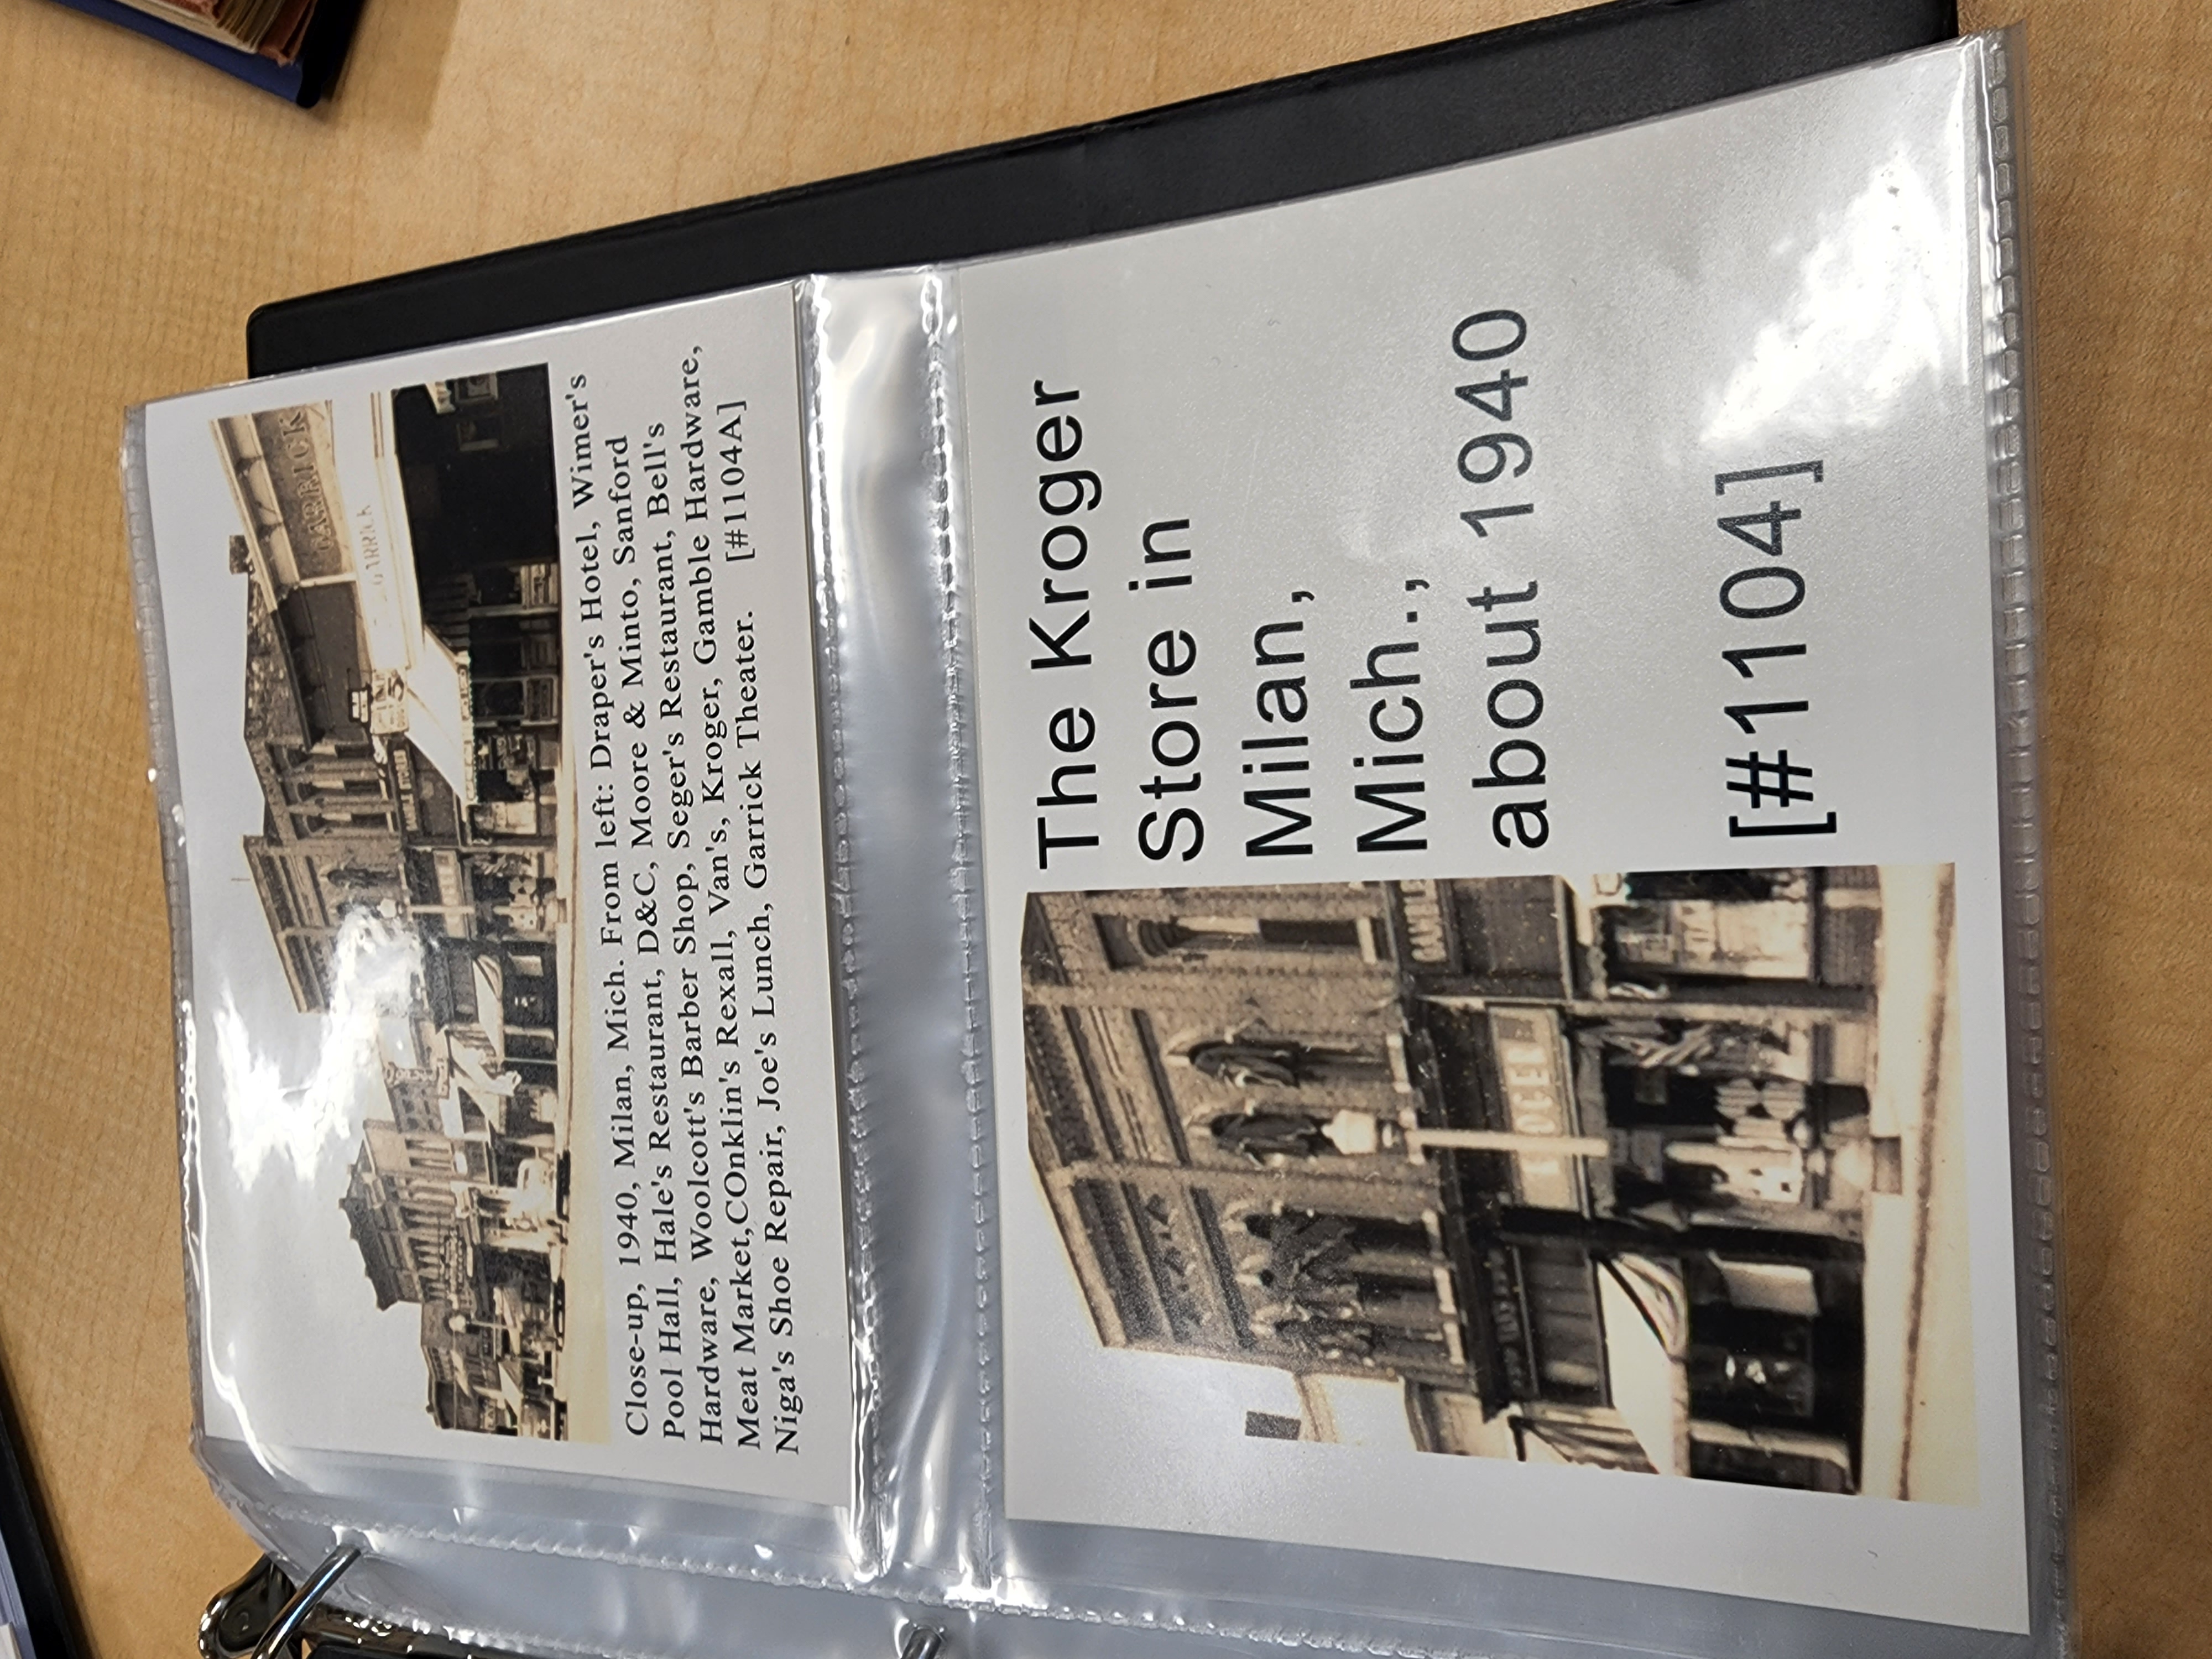 GARRICK
GARRICK
Close-up, 1940, Milan, Mich. From left: Draper's Hotel, Wimer's
Pool Hall, Hale's Restaurant, D&C, Moore & Minto, Sanford
Hardware, Woolcott's Barber Shop, Seger's Restaurant, Bell's
Meat Market,COnklin's Rexall, Van's, Kroger, Gamble Hardware,
Niga's Shoe Repair, Joe's Lunch, Garrick Theater. [#1104A]
The Kroger
Store in
Milan,
Mich.,
about 1940
[#1104]